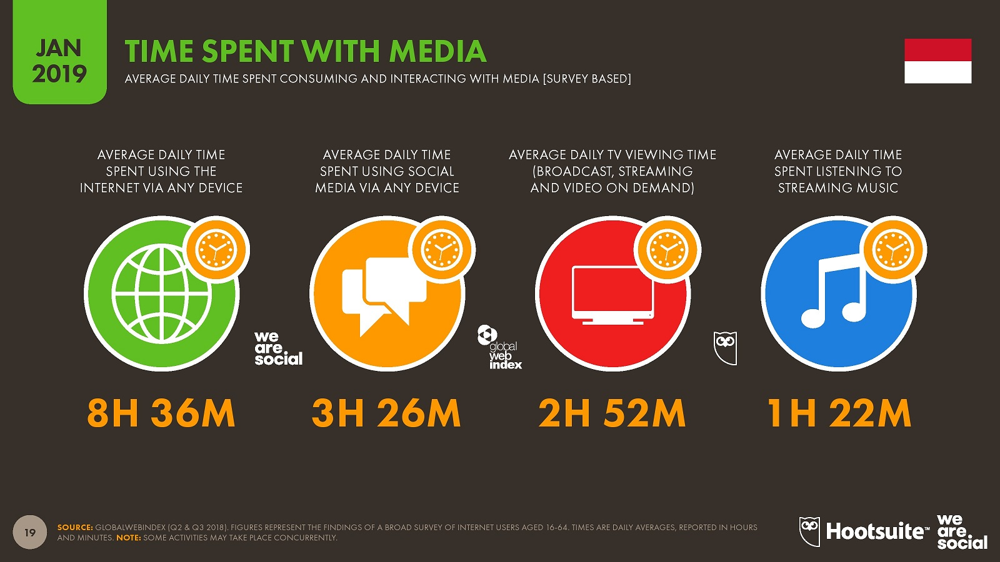 JAN
2019
TIME SPENT WITH MEDIA
AVERAGE DAILY TIME SPENT CONSUMING AND INTERACTING WITH MEDIA [SURVEY BASED]
AVERAGE DAILY TIME
SPENT USING THE
INTERNET VIA ANY DEVICE
8H 36M
AVERAGE DAILY TIME
SPENT USING SOCIAL
MEDIA VIA ANY DEVICE
3H 26M
AVERAGE DAILY TV VIEWING TIME
(BROADCAST, STREAMING
AND VIDEO ON DEMAND)
2H 52M
AVERAGE DAILY TIME
SPENT LISTENING TO
STREAMING MUSIC
1H 22M
we
are
social
global
web
index
19
SOURCE: GLOBALWEBINDEX (Q2 & Q3 2018). FIGURES REPRESENT THE FINDINGS OF A BROAD SURVEY OF INTERNET USERS AGED 16-64. TIMES ARE DAILY AVERAGES, REPORTED IN HOURS
AND MINUTES. NOTE: SOME ACTIVITIES MAY TAKE PLACE CONCURRENTLY.
Hootsuite™
we
are
social